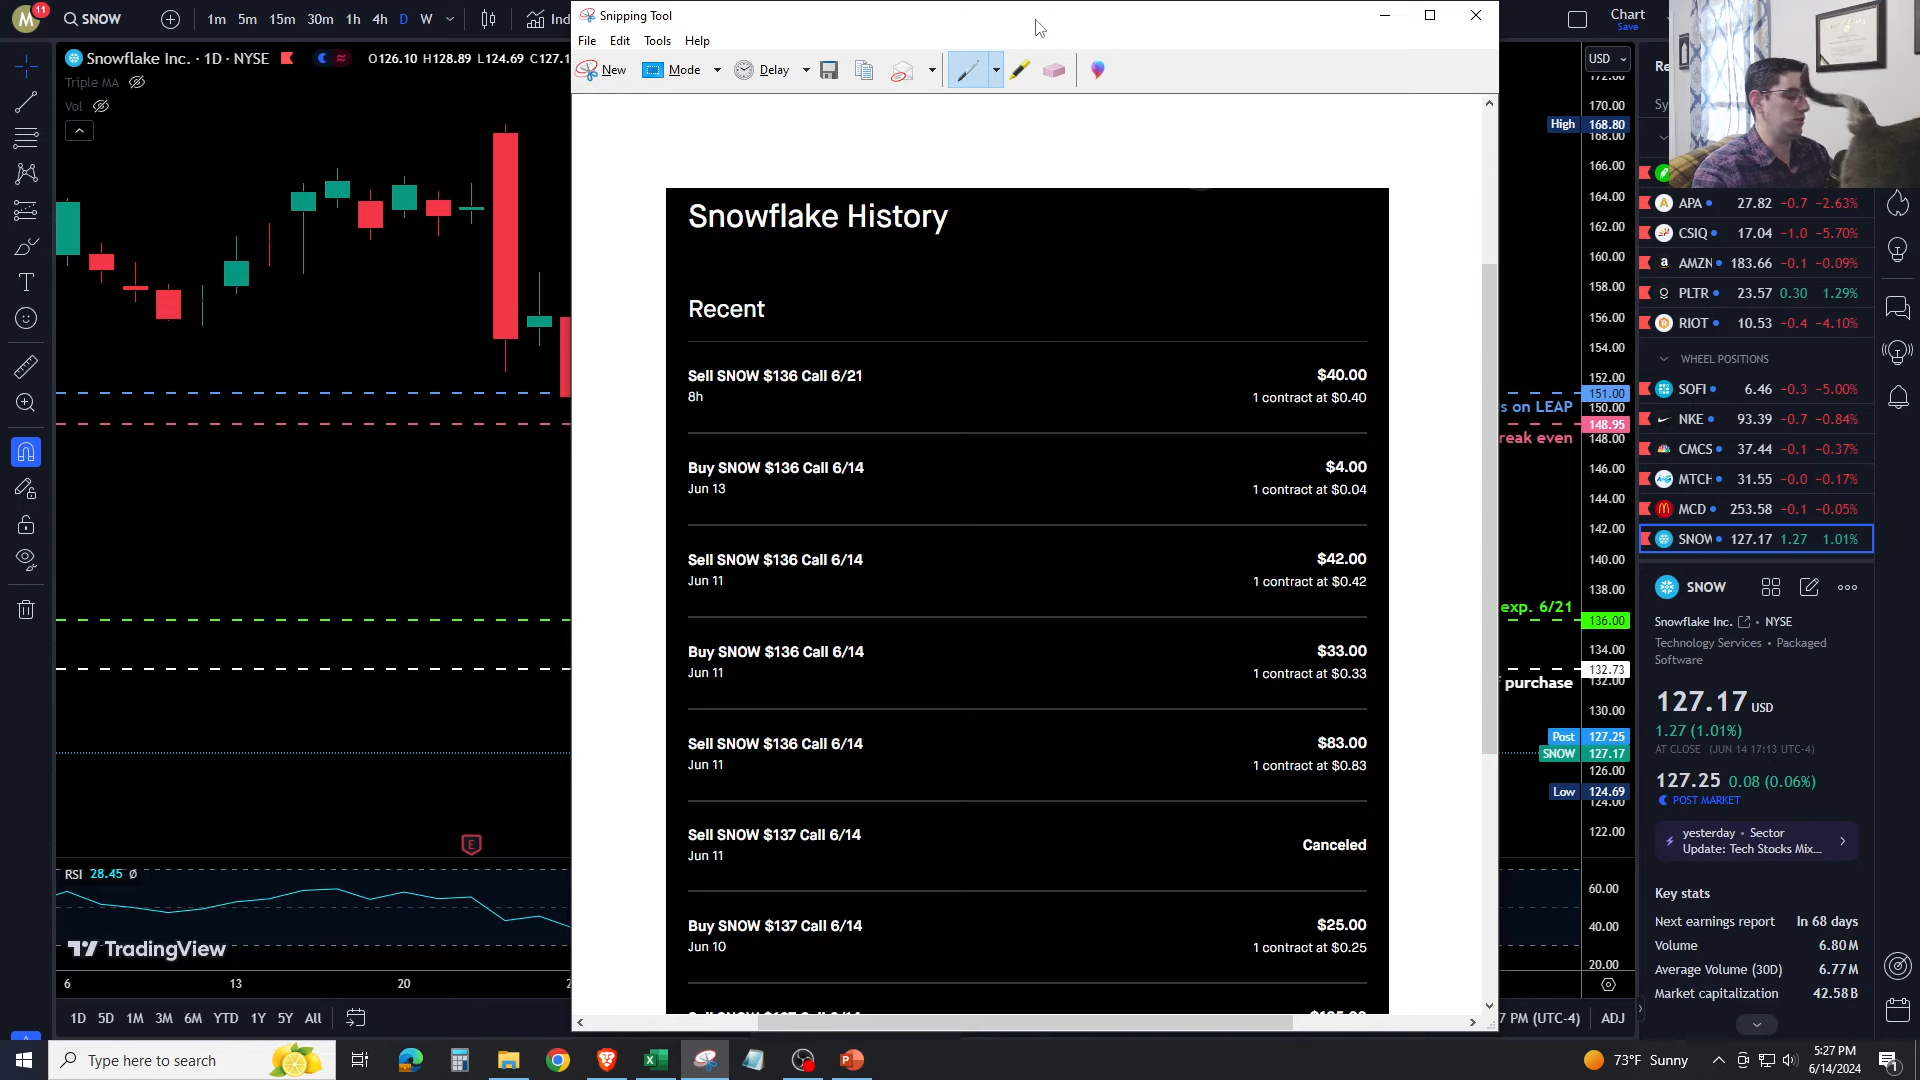 M
11
SNOW
1m 5m 15m 30m 1h 4h D W
Ind
Snowflake Inc. · 1D · NYSE
O126.10 H128.89 L124.69 C127.1
Triple MA
Vol
Snipping Tool
File Edit Tools Help
New Mode Delay
Snowflake History
Recent
Sell SNOW $136 Call 6/21 $40.00
8h 1 contract at $0.40
Buy SNOW $136 Call 6/14 $4.00
Jun 13 1 contract at $0.04
Sell SNOW $136 Call 6/14 $42.00
Jun 11 1 contract at $0.42
Buy SNOW $136 Call 6/14 $33.00
Jun 11 1 contract at $0.33
Sell SNOW $136 Call 6/14 $83.00
Jun 11 1 contract at $0.83
Sell SNOW $137 Call 6/14 Canceled
Jun 11
Buy SNOW $137 Call 6/14 $25.00
Jun 10 1 contract at $0.25
E
RSI 28.45 Ø
TradingView
6 13 20 2
1D 5D 1M 3M 6M YTD 1Y 5Y All
7 PM (UTC-4) ADJ
Chart
Save
USD
172.00
170.00
High 168.80
168.00
166.00
164.00
162.00
160.00
158.00
156.00
154.00
152.00
151.00
s on LEAP 150.00
148.95
reak even 148.00
146.00
144.00
142.00
140.00
138.00
exp. 6/21
136.00
134.00
132.73
purchase 132.00
130.00
Post 127.25
SNOW 127.17
126.00
Low 124.69
124.00
122.00
60.00
40.00
20.00
Re
Sy
APA 27.82 −0.7 −2.63%
CSIQ 17.04 −1.0 −5.70%
AMZN 183.66 −0.1 −0.09%
PLTR 23.57 0.30 1.29%
RIOT 10.53 −0.4 −4.10%
WHEEL POSITIONS
SOFI 6.46 −0.3 −5.00%
NKE 93.39 −0.7 −0.84%
CMCS 37.44 −0.1 −0.37%
MTCH 31.55 −0.0 −0.17%
MCD 253.58 −0.1 −0.05%
SNOW 127.17 1.27 1.01%
SNOW
Snowflake Inc. • NYSE
Technology Services • Packaged
Software
127.17 USD
1.27 (1.01%)
AT CLOSE (JUN 14 17:13 UTC-4)
127.25 0.08 (0.06%)
POST MARKET
yesterday • Sector
Update: Tech Stocks Mix...
Key stats
Next earnings report In 68 days
Volume 6.80M
Average Volume (30D) 6.77M
Market capitalization 42.58B
Type here to search
73°F Sunny
5:27 PM
6/14/2024
1